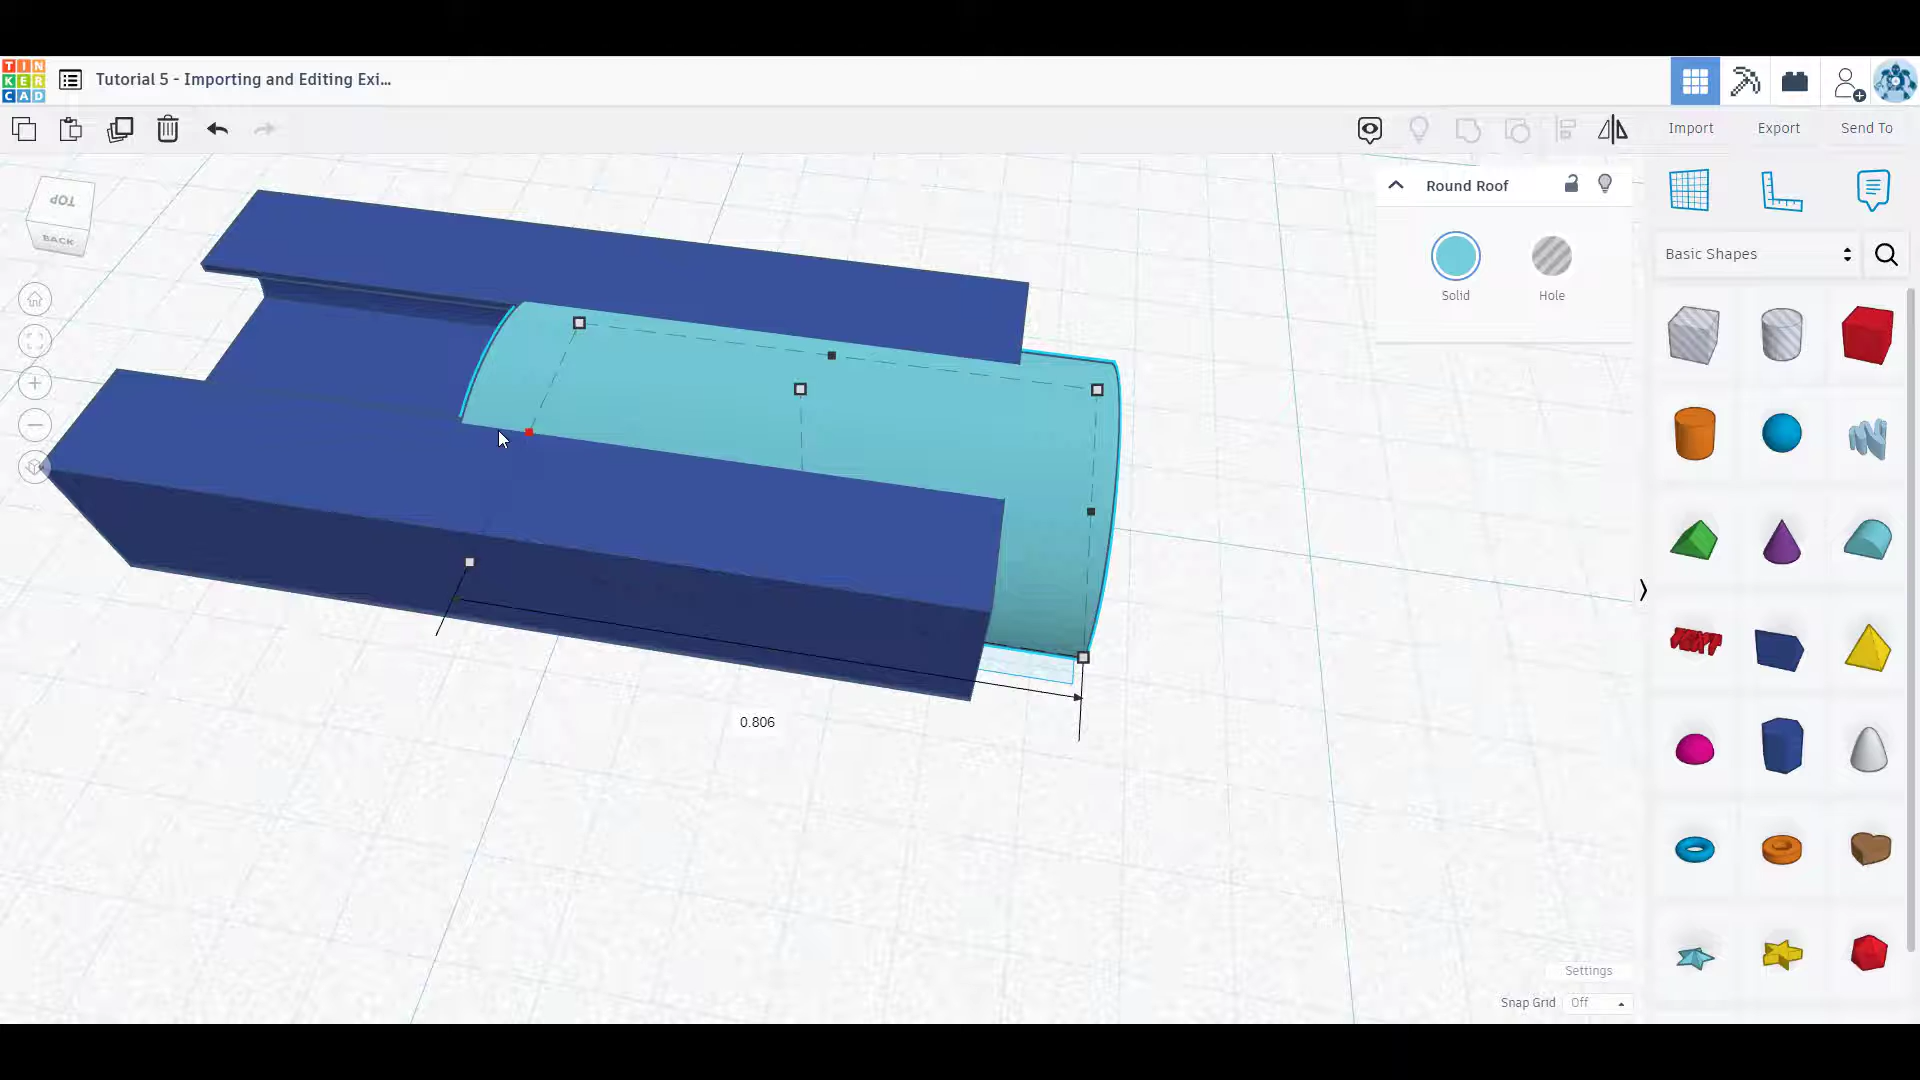 TIN
KER
CAD
Tutorial 5 - Importing and Editing Exi...
Import
Export
Send To
TOP
BACK
Round Roof
Solid
Hole
Basic Shapes
TEXT
0.806
Settings
Snap Grid
Off